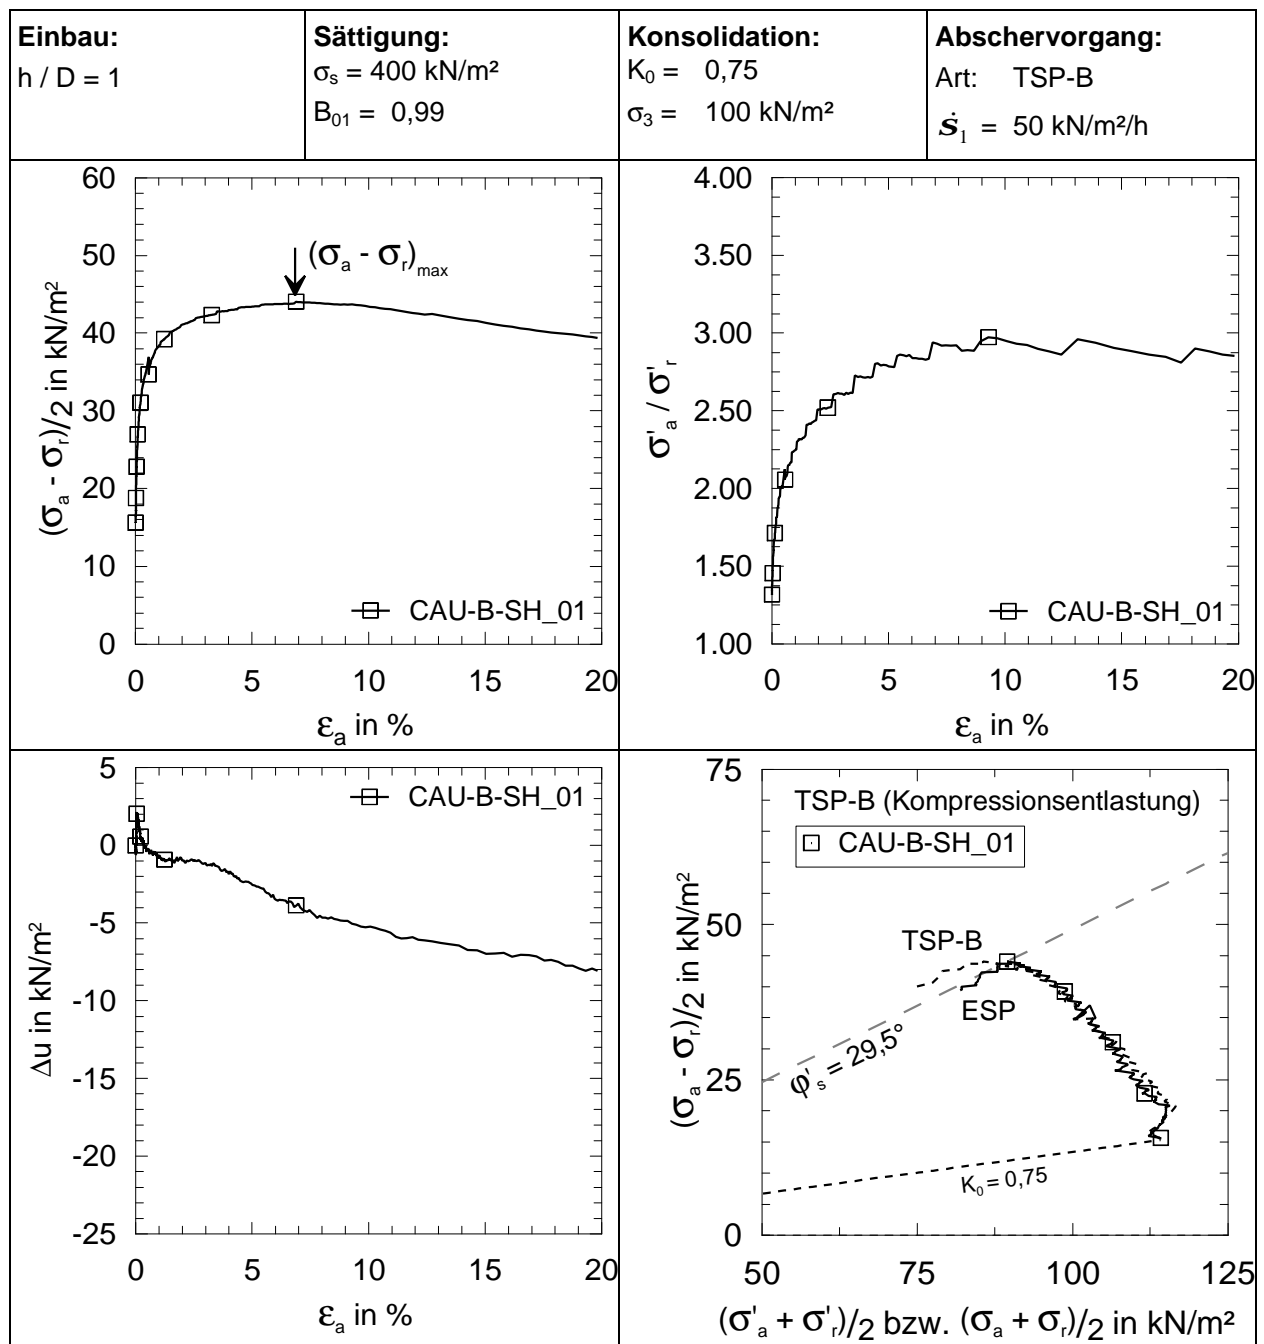 Einbau:
h / D = 1
Sättigung:
σs = 400 kN/m²
B01 = 0,99
Konsolidation:
K0 = 0,75
σ3 = 100 kN/m²
Abschervorgang:
Art: TSP-B
ṡ1 = 50 kN/m²/h
60
50
40
30
20
10
0
(σa - σr)/2 in kN/m²
(σa - σr)max
CAU-B-SH_01
0 5 10 15 20
εa in %
4.00
3.50
3.00
2.50
2.00
1.50
1.00
σ'a / σ'r
CAU-B-SH_01
0 5 10 15 20
εa in %
5
0
-5
-10
-15
-20
-25
Δu in kN/m²
CAU-B-SH_01
0 5 10 15 20
εa in %
75
50
25
0
(σa - σr)/2 in kN/m²
TSP-B (Kompressionsentlastung)
CAU-B-SH_01
TSP-B
ESP
φ's = 29,5°
K0 = 0,75
50 75 100 125
(σ'a + σ'r)/2 bzw. (σa + σr)/2 in kN/m²